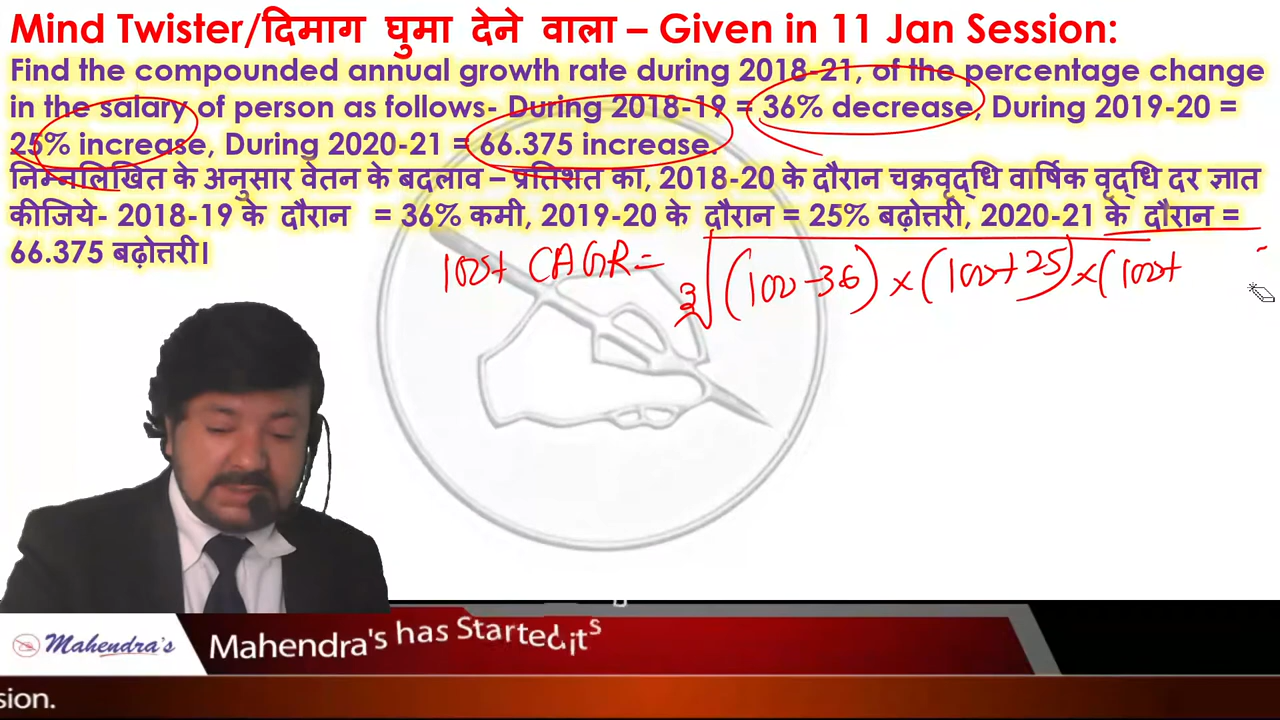 Mind Twister/दिमाग घुमा देने वाला – Given in 11 Jan Session:
Find the compounded annual growth rate during 2018-21, of the percentage change
in the salary of person as follows- During 2018-19 = 36% decrease, During 2019-20 =
25% increase, During 2020-21 = 66.375 increase.
निम्नलिखित के अनुसार वेतन के बदलाव – प्रतिशत का, 2018-20 के दौरान चक्रवृद्धि वार्षिक वृद्धि दर ज्ञात
कीजिये- 2018-19 के दौरान = 36% कमी, 2019-20 के दौरान = 25% बढ़ोत्तरी, 2020-21 के दौरान =
66.375 बढ़ोत्तरी।
100+ CAGR = ∛(100-36) × (100+25) × (100+
Mahendra's
Mahendra's has Started its
sion.